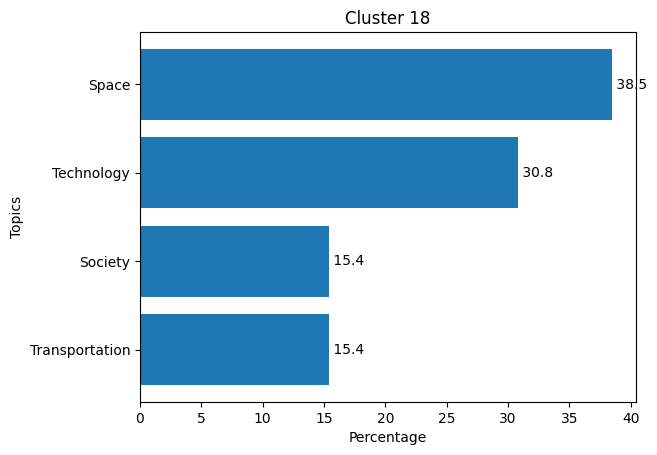 Cluster 18
Topics
Space
38.5
Technology
30.8
Society
15.4
Transportation
15.4
0 5 10 15 20 25 30 35 40
Percentage